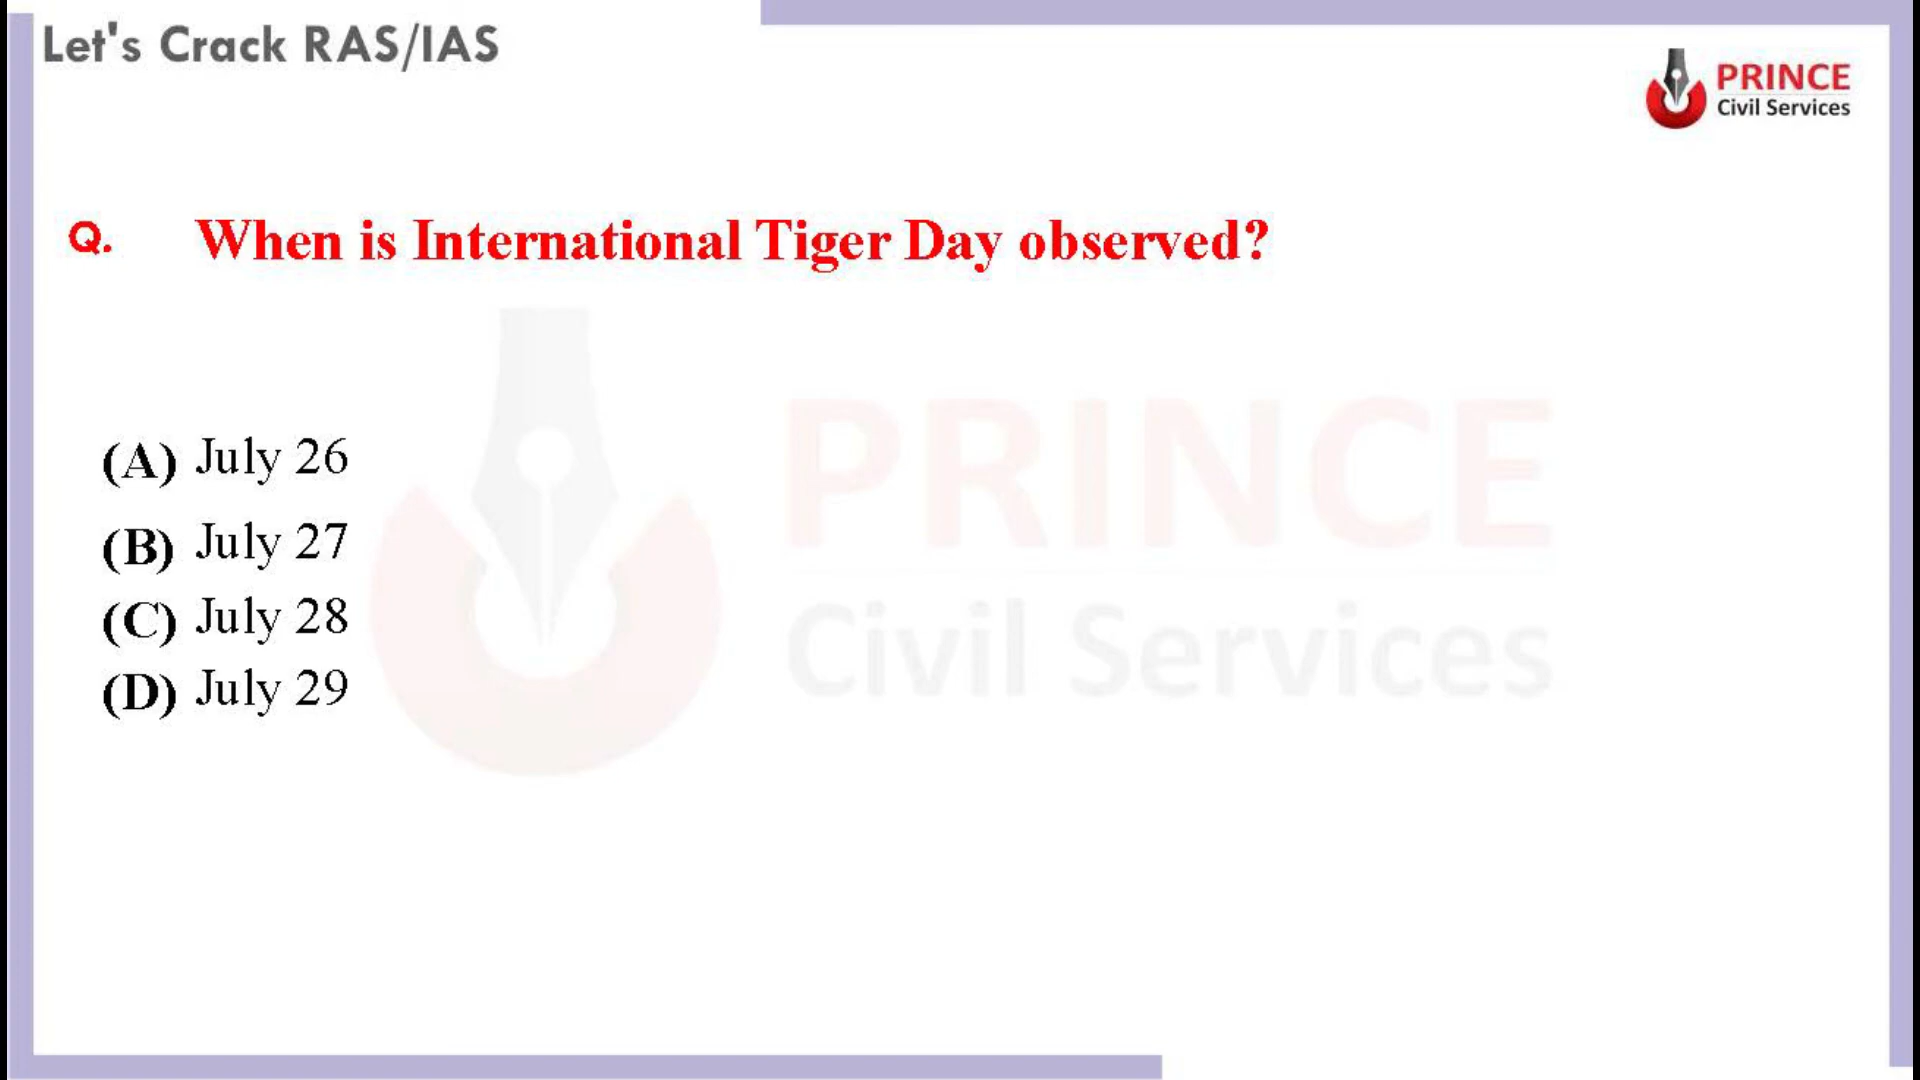 Let's Crack RAS/IAS
PRINCE
Civil Services
Q. When is International Tiger Day observed?
(A) July 26
(B) July 27
(C) July 28
(D) July 29
PRINCE
Civil Services